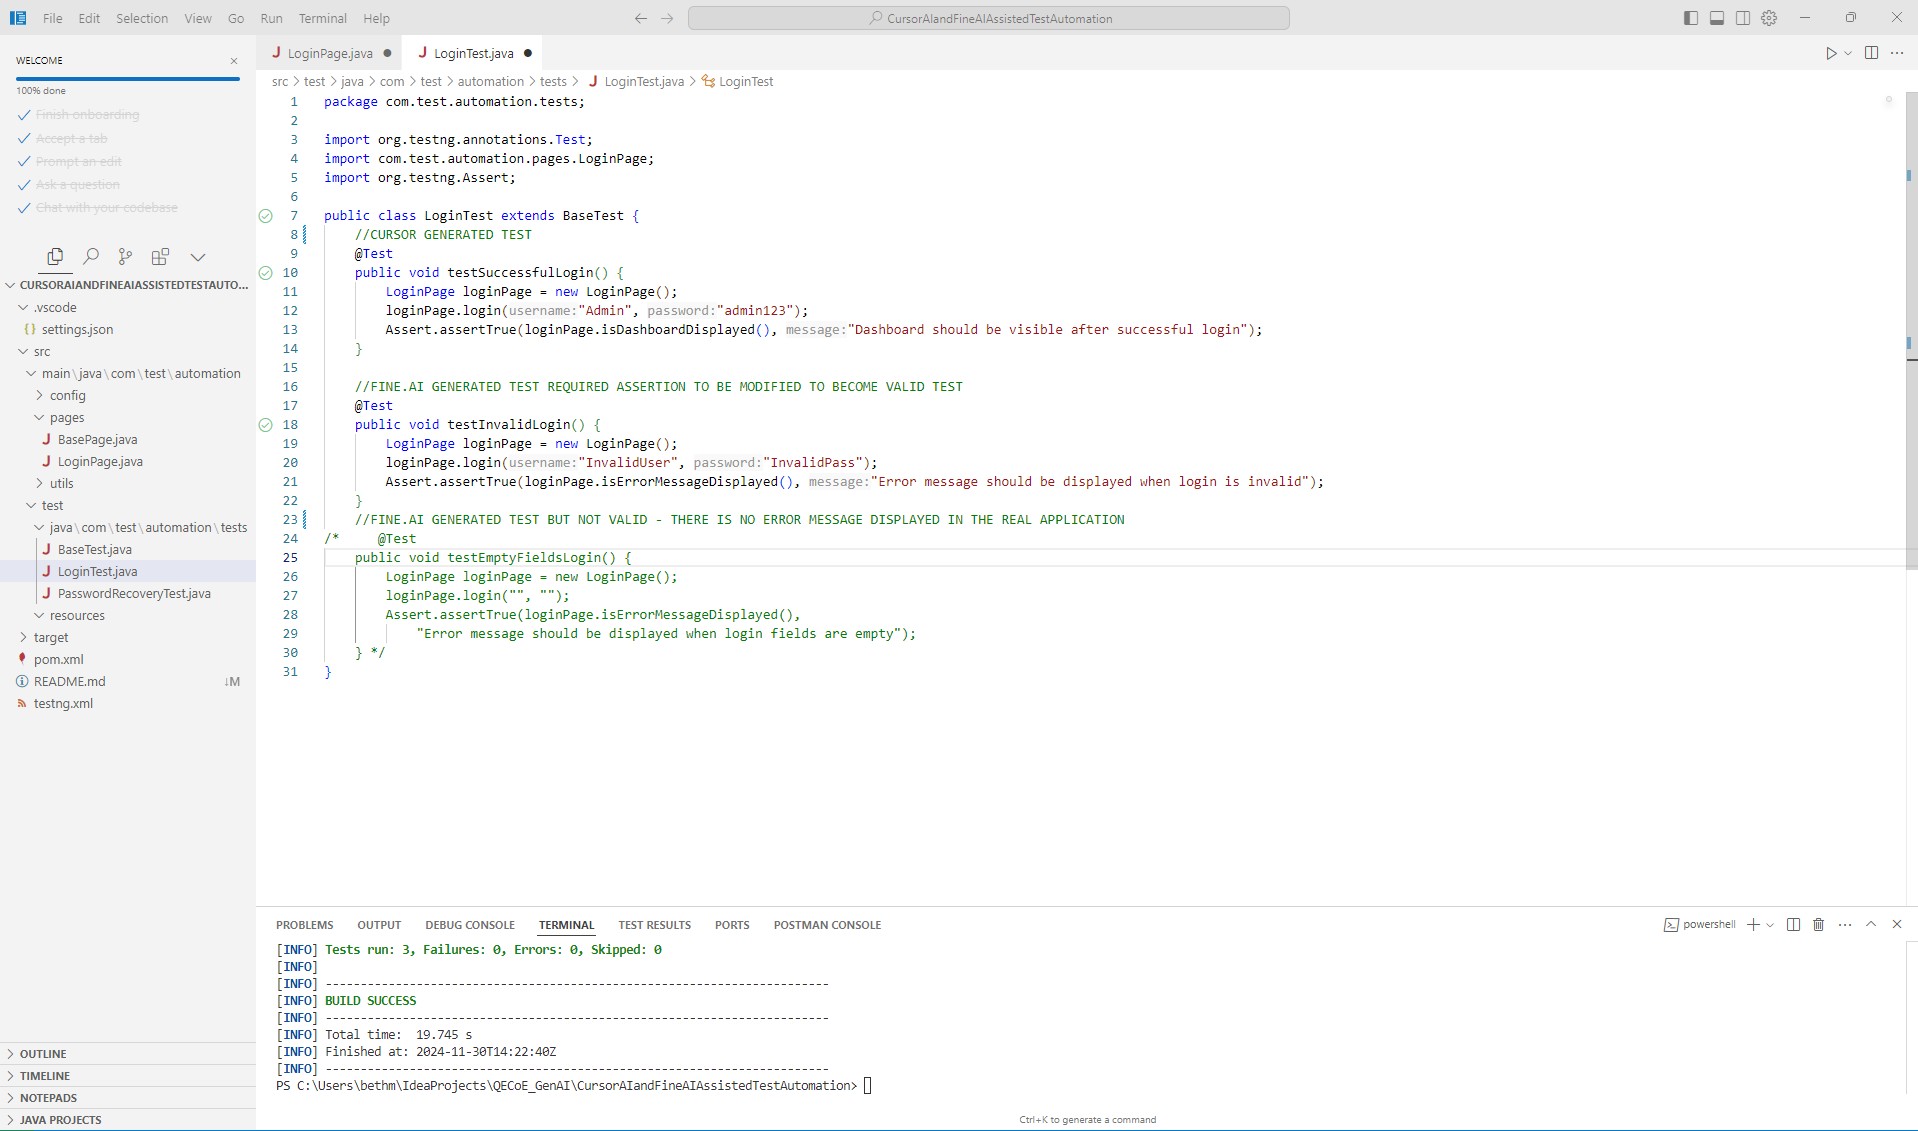 File Edit Selection View Go Run Terminal Help
CursorAIandFineAIAssistedTestAutomation
WELCOME
100% done
Finish onboarding
Accept a tab
Prompt an edit
Ask a question
Chat with your codebase
CURSORAIANDFINEAIASSISTEDTESTAUTO...
.vscode
{} settings.json
src
main\java\com\test\automation
config
pages
J BasePage.java
J LoginPage.java
utils
test
java\com\test\automation\tests
J BaseTest.java
J LoginTest.java
J PasswordRecoveryTest.java
resources
target
pom.xml
README.md ↓M
testng.xml
OUTLINE
TIMELINE
NOTEPADS
JAVA PROJECTS
J LoginPage.java ● J LoginTest.java ●
src > test > java > com > test > automation > tests > J LoginTest.java > LoginTest
1 package com.test.automation.tests;
2
3 import org.testng.annotations.Test;
4 import com.test.automation.pages.LoginPage;
5 import org.testng.Assert;
6
7 public class LoginTest extends BaseTest {
8 //CURSOR GENERATED TEST
9 @Test
10 public void testSuccessfulLogin() {
11 LoginPage loginPage = new LoginPage();
12 loginPage.login(username:"Admin", password:"admin123");
13 Assert.assertTrue(loginPage.isDashboardDisplayed(), message:"Dashboard should be visible after successful login");
14 }
15
16 //FINE.AI GENERATED TEST REQUIRED ASSERTION TO BE MODIFIED TO BECOME VALID TEST
17 @Test
18 public void testInvalidLogin() {
19 LoginPage loginPage = new LoginPage();
20 loginPage.login(username:"InvalidUser", password:"InvalidPass");
21 Assert.assertTrue(loginPage.isErrorMessageDisplayed(), message:"Error message should be displayed when login is invalid");
22 }
23 //FINE.AI GENERATED TEST BUT NOT VALID - THERE IS NO ERROR MESSAGE DISPLAYED IN THE REAL APPLICATION
24 /* @Test
25 public void testEmptyFieldsLogin() {
26 LoginPage loginPage = new LoginPage();
27 loginPage.login("", "");
28 Assert.assertTrue(loginPage.isErrorMessageDisplayed(),
29 "Error message should be displayed when login fields are empty");
30 } */
31 }
PROBLEMS OUTPUT DEBUG CONSOLE TERMINAL TEST RESULTS PORTS POSTMAN CONSOLE
powershell
[INFO] Tests run: 3, Failures: 0, Errors: 0, Skipped: 0
[INFO]
[INFO] ------------------------------------------------------------------------
[INFO] BUILD SUCCESS
[INFO] ------------------------------------------------------------------------
[INFO] Total time:  19.745 s
[INFO] Finished at: 2024-11-30T14:22:40Z
[INFO] ------------------------------------------------------------------------
PS C:\Users\bethm\IdeaProjects\QECoE_GenAI\CursorAIandFineAIAssistedTestAutomation>
Ctrl+K to generate a command